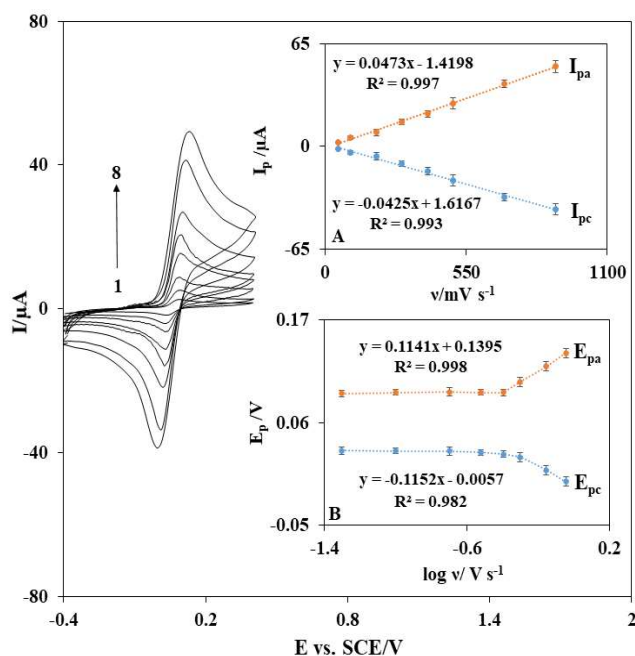 80
40
0
-40
-80
I/µA
-0.4
0.2
0.8
1.4
2
E vs. SCE/V
8
1
65
0
-65
Iₚ /µA
y = 0.0473x - 1.4198
R² = 0.997
Iₚₐ
y = -0.0425x + 1.6167
R² = 0.993
Ipc
A
0
550
1100
ν/mV s⁻¹
0.17
0.06
-0.05
Eₚ /V
y = 0.1141x + 0.1395
R² = 0.998
Eₚₐ
y = -0.1152x - 0.0057
R² = 0.982
Epc
B
-1.4
-0.6
0.2
log ν/ V s⁻¹